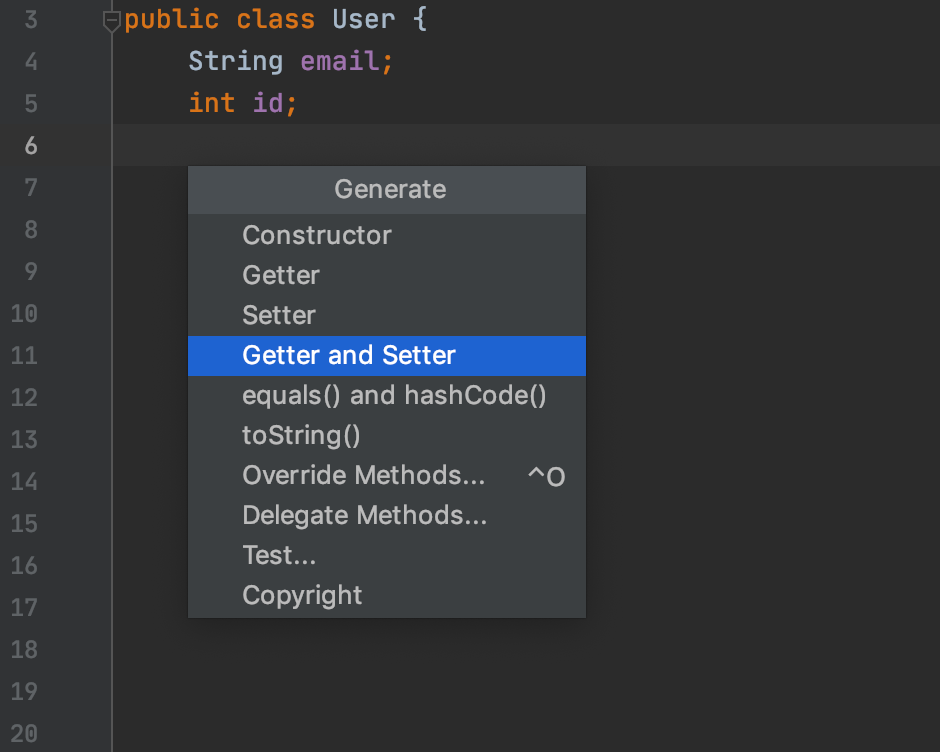 3 public class User {
4 String email;
5 int id;
6
7
Generate
8
Constructor
9
Getter
10
Setter
11
Getter and Setter
12
equals() and hashCode()
13
toString()
14
Override Methods... ^O
15
Delegate Methods...
16
Test...
17
Copyright
18
19
20